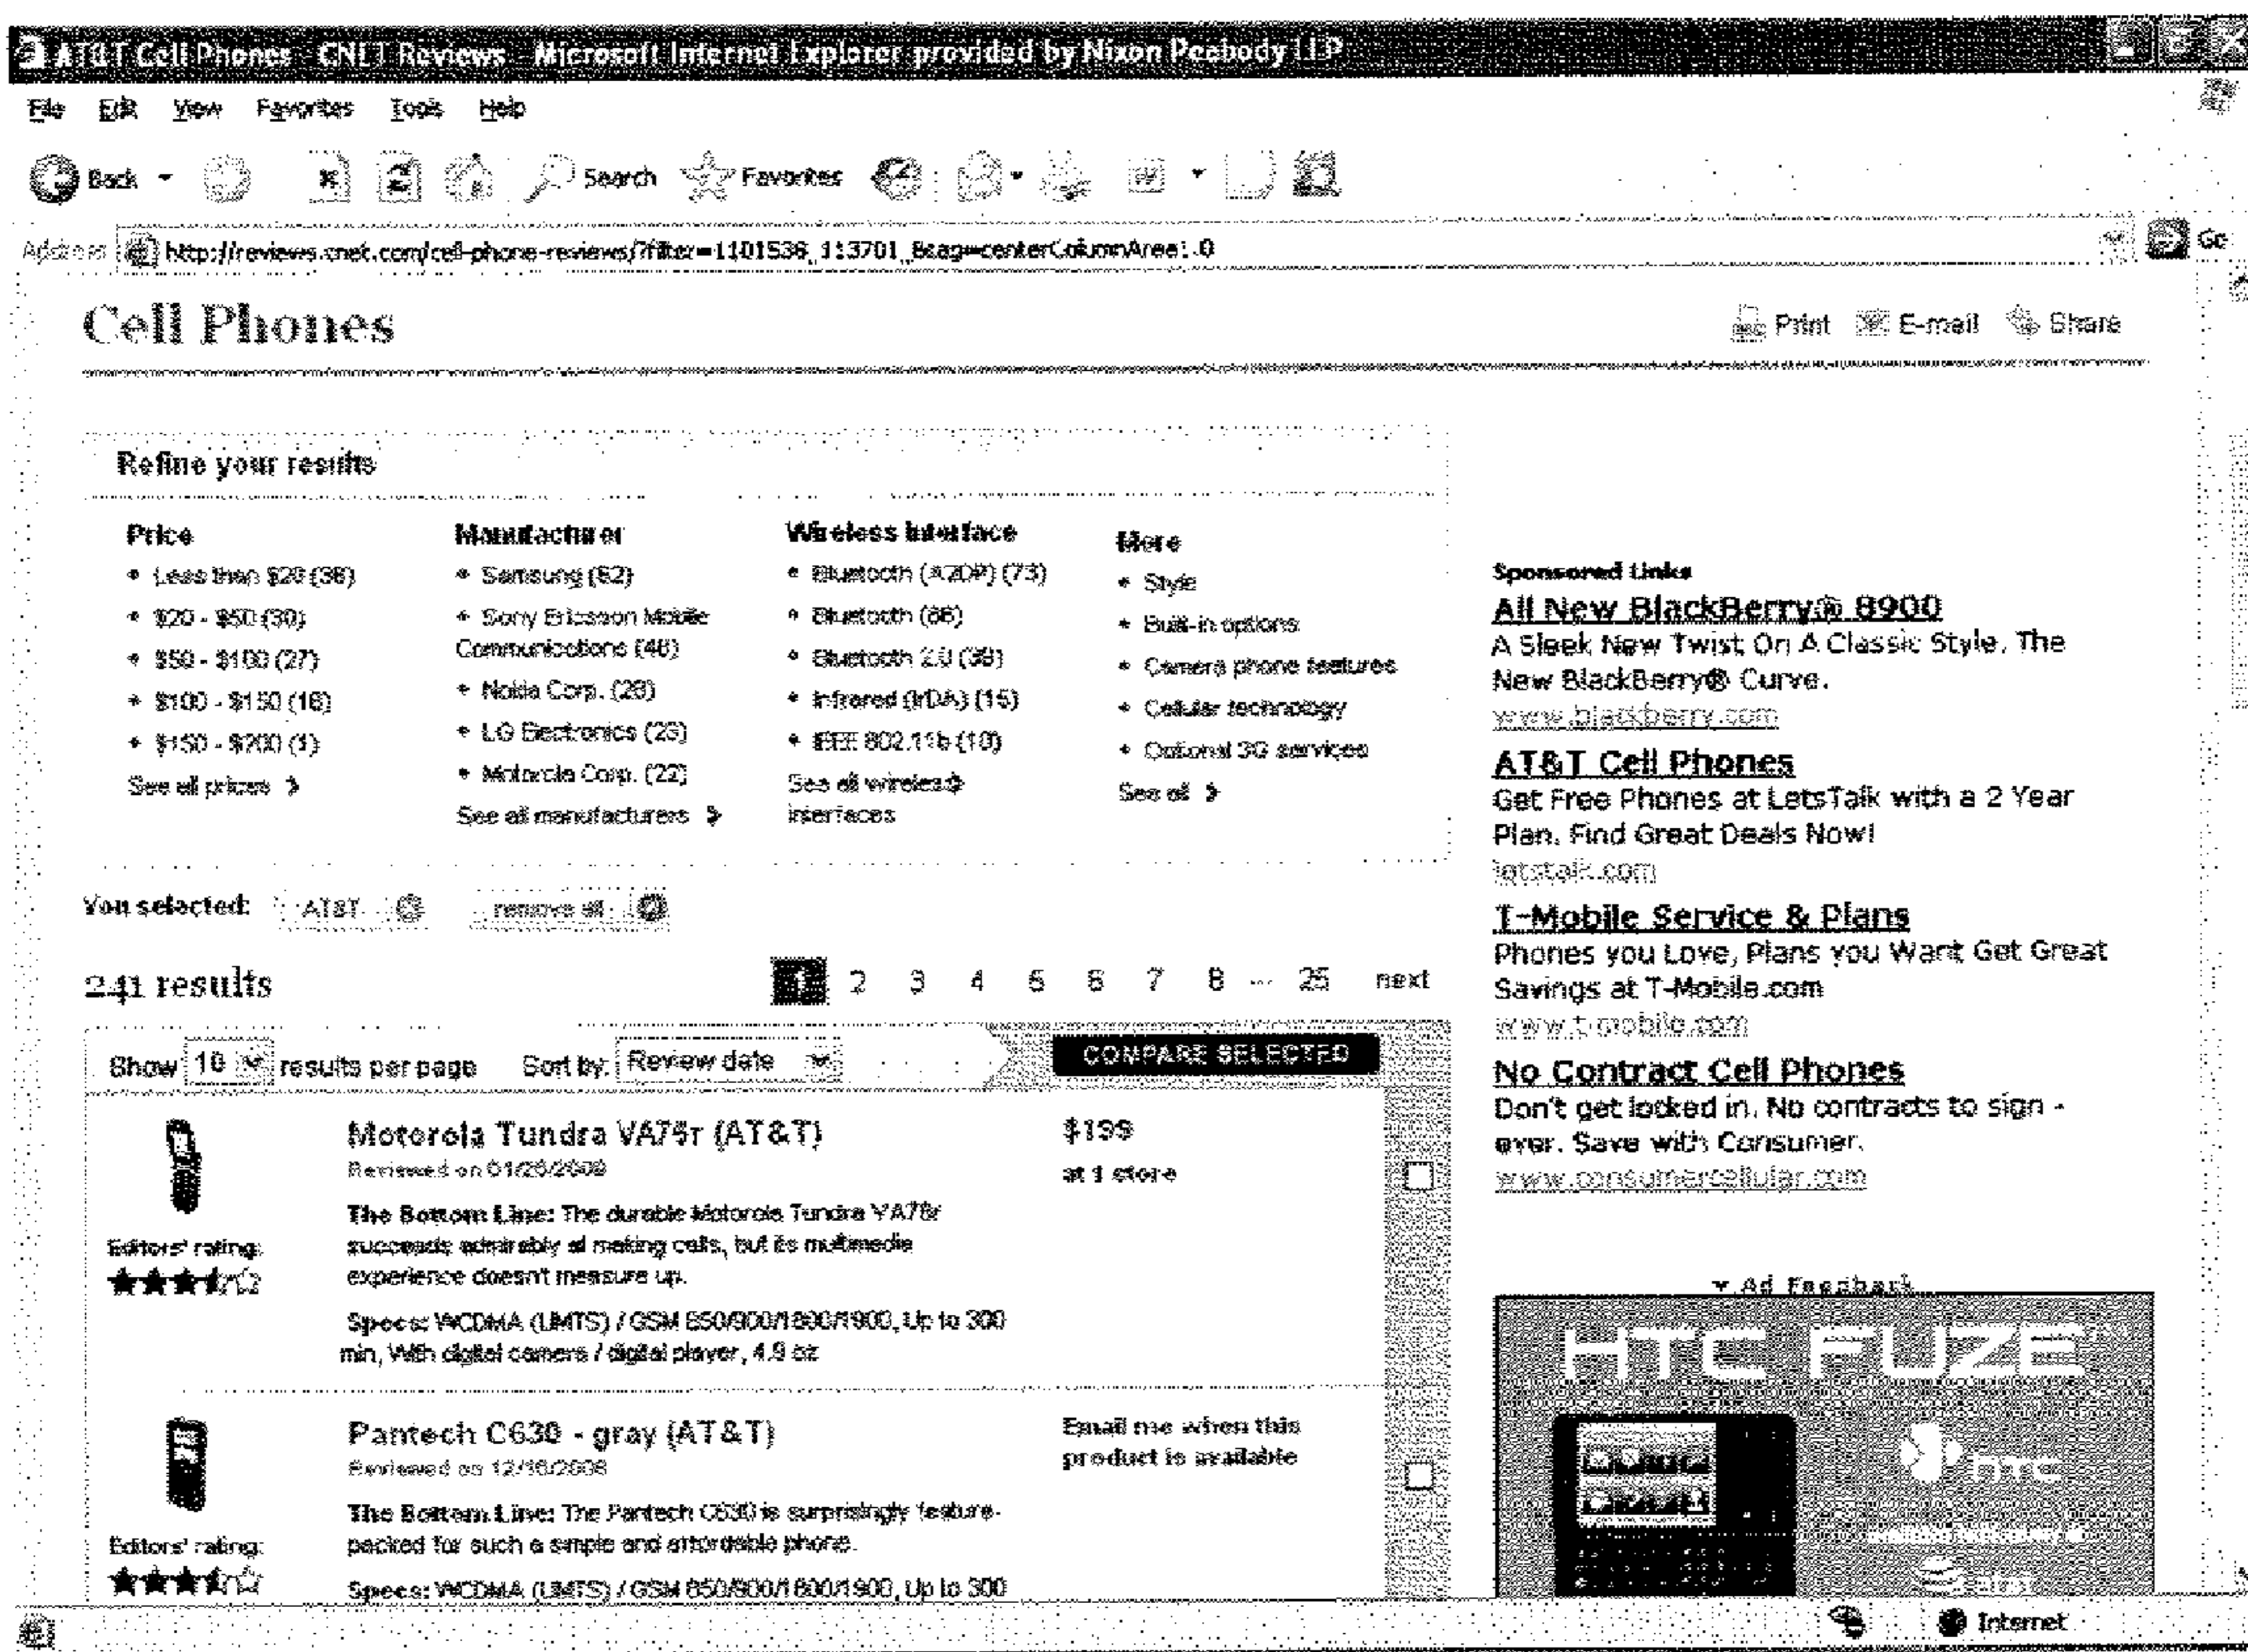 AT&T Cell Phones - CNET Reviews - Microsoft Internet Explorer provided by Nixon Peabody LLP
File Edit View Favorites Tools Help
Back Search Favorites
Address http://reviews.cnet.com/cell-phone-reviews/?filter=1101536_113701_&tag=centerColumnArea1.0 Go
Cell Phones
Print E-mail Share
Refine your results
Price
• Less than $20 (36)
• $20 - $50 (30)
• $50 - $100 (27)
• $100 - $150 (16)
• $150 - $200 (1)
See all prices
Manufacturer
• Samsung (52)
• Sony Ericsson Mobile
Communications (46)
• Nokia Corp. (28)
• LG Electronics (23)
• Motorola Corp. (22)
See all manufacturers
Wireless Interface
• Bluetooth (A2DP) (73)
• Bluetooth (66)
• Bluetooth 2.0 (39)
• Infrared (IrDA) (15)
• IEEE 802.11b (10)
See all wireless
interfaces
More
• Style
• Built-in options
• Camera phone features
• Cellular technology
• Optional 3G services
See all
You selected: AT&T remove all
241 results
1 2 3 4 5 6 7 8 ... 25 next
Show 10 results per page Sort by: Review date COMPARE SELECTED
Motorola Tundra VA76r (AT&T)
Reviewed on 01/26/2009
$199
at 1 store
The Bottom Line: The durable Motorola Tundra VA76r
succeeds admirably at making calls, but its multimedia
experience doesn't measure up.
Editors' rating:
Specs: WCDMA (UMTS) / GSM 850/900/1800/1900, Up to 300
min, With digital camera / digital player, 4.9 oz
Pantech C630 - gray (AT&T)
Reviewed on 12/16/2008
Email me when this
product is available
The Bottom Line: The Pantech C630 is surprisingly feature-
packed for such a simple and affordable phone.
Editors' rating:
Specs: WCDMA (UMTS) / GSM 850/900/1800/1900, Up to 300
Sponsored Links
All New BlackBerry® 8900
A Sleek New Twist On A Classic Style. The
New BlackBerry® Curve.
www.blackberry.com
AT&T Cell Phones
Get Free Phones at LetsTalk with a 2 Year
Plan. Find Great Deals Now!
letstalk.com
T-Mobile Service & Plans
Phones you Love, Plans you Want Get Great
Savings at T-Mobile.com
www.t-mobile.com
No Contract Cell Phones
Don't get locked in. No contracts to sign -
ever. Save with Consumer.
www.consumercellular.com
Ad Feedback
HTC FUZE
htc
at&t
Internet